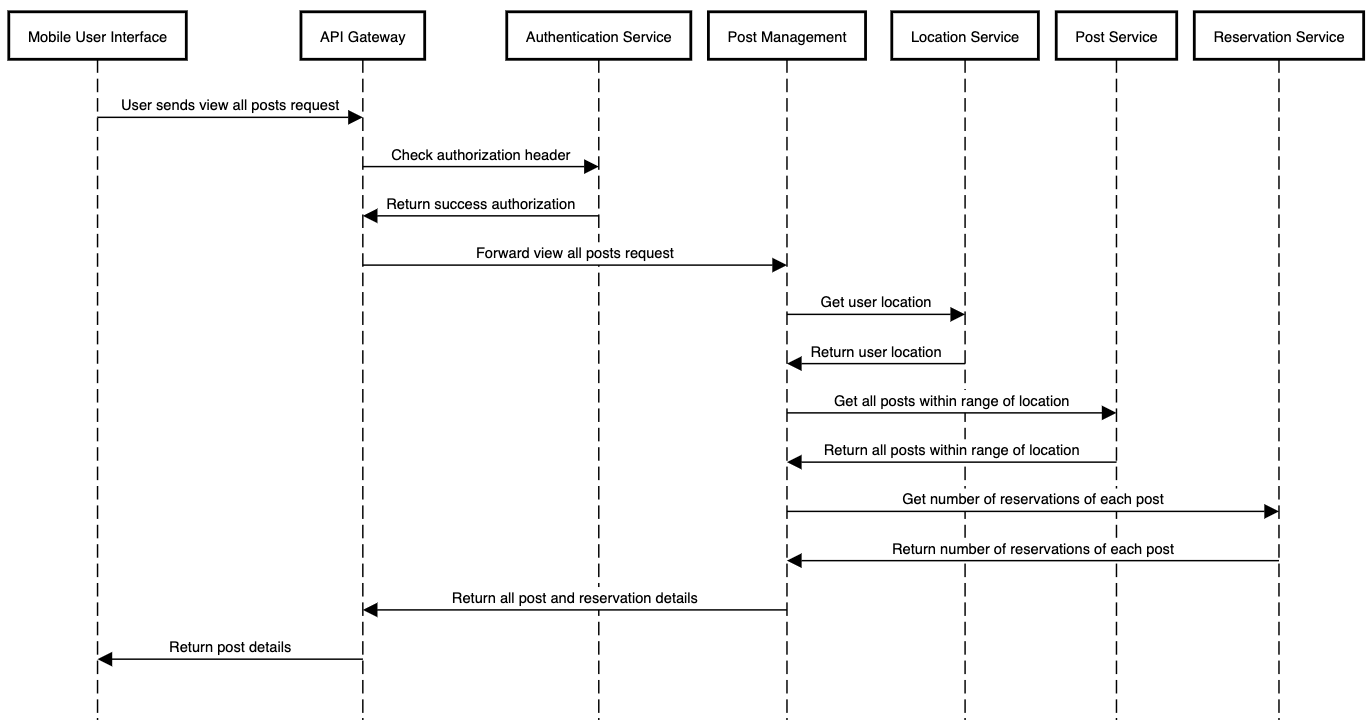 Mobile User Interface
API Gateway
Authentication Service
Post Management
Location Service
Post Service
Reservation Service
User sends view all posts request
Check authorization header
Return success authorization
Forward view all posts request
Get user location
Return user location
Get all posts within range of location
Return all posts within range of location
Get number of reservations of each post
Return number of reservations of each post
Return all post and reservation details
Return post details